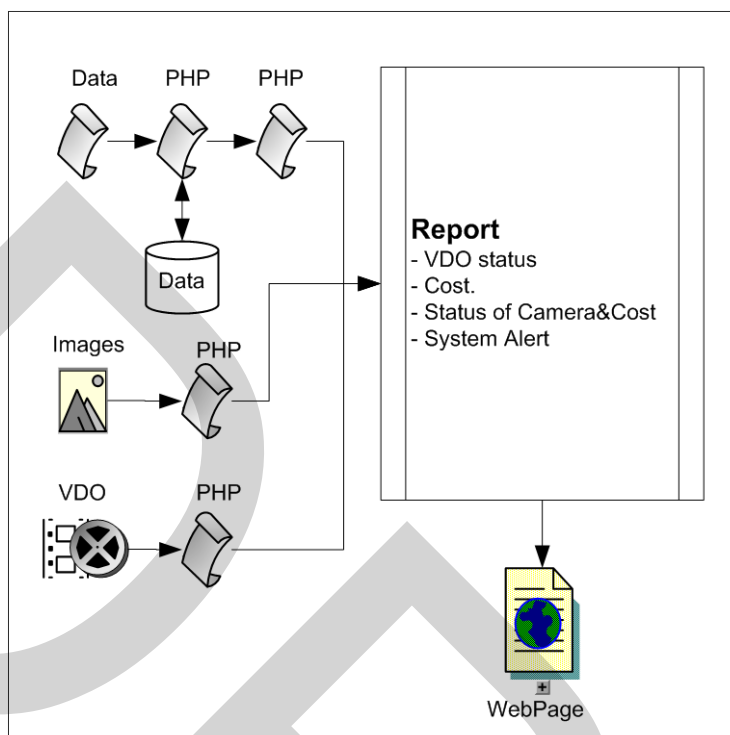 Data
PHP
PHP
Data
Images
PHP
VDO
PHP
Report
- VDO status
- Cost.
- Status of Camera&Cost
- System Alert
WebPage